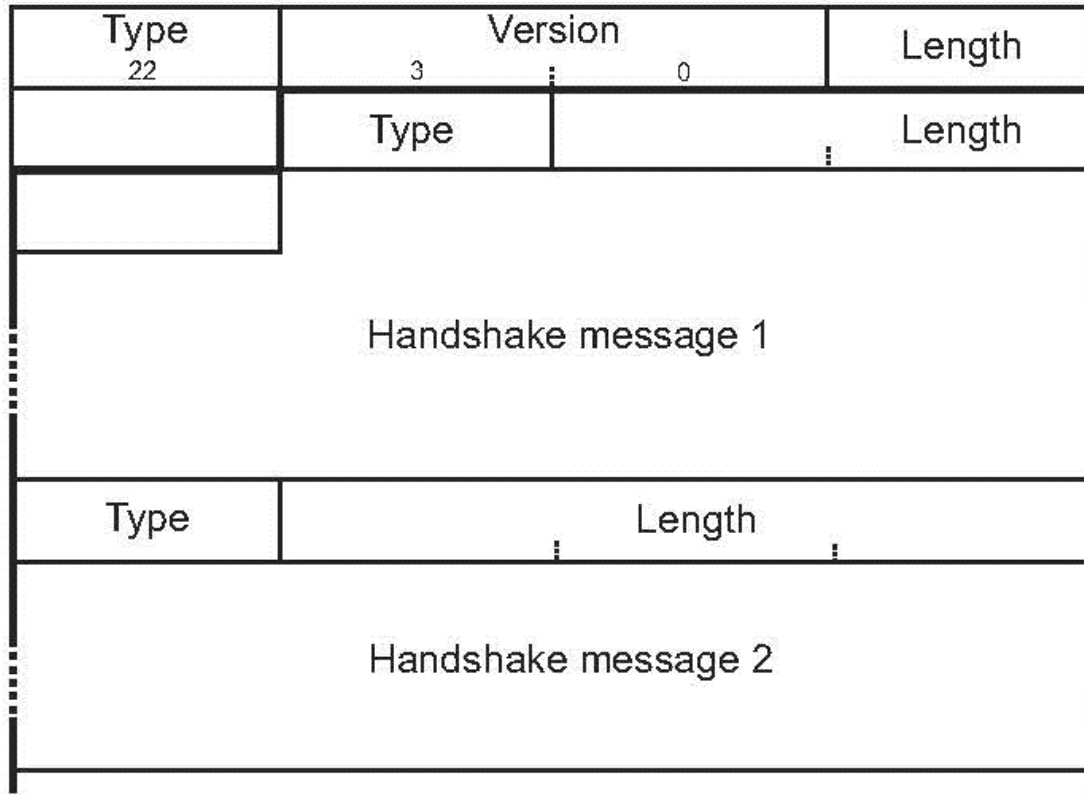 Type Version Length
22 3 0
Type Length
Handshake message 1
Type Length
Handshake message 2